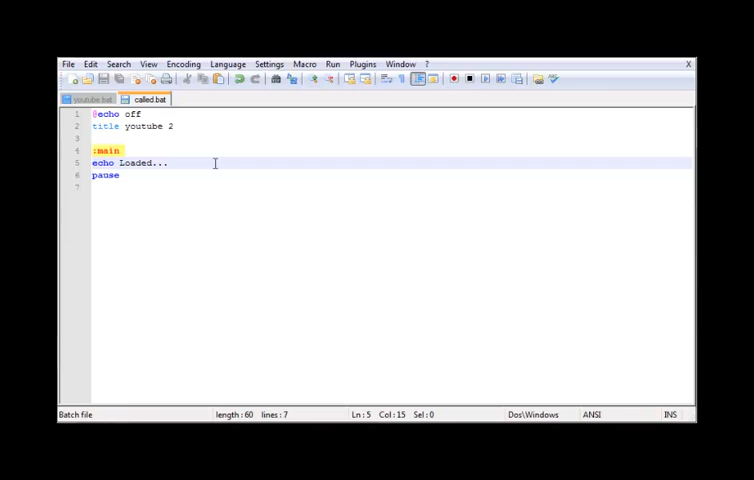 File Edit Search View Encoding Language Settings Macro Run Plugins Window ? X
youtube.bat called.bat
1 @echo off
2 title youtube 2
3
4 :main
5 echo Loaded...
6 pause
7
Batch file length:60 lines:7 Ln:5 Col:15 Sel:0 Dos\Windows ANSI INS